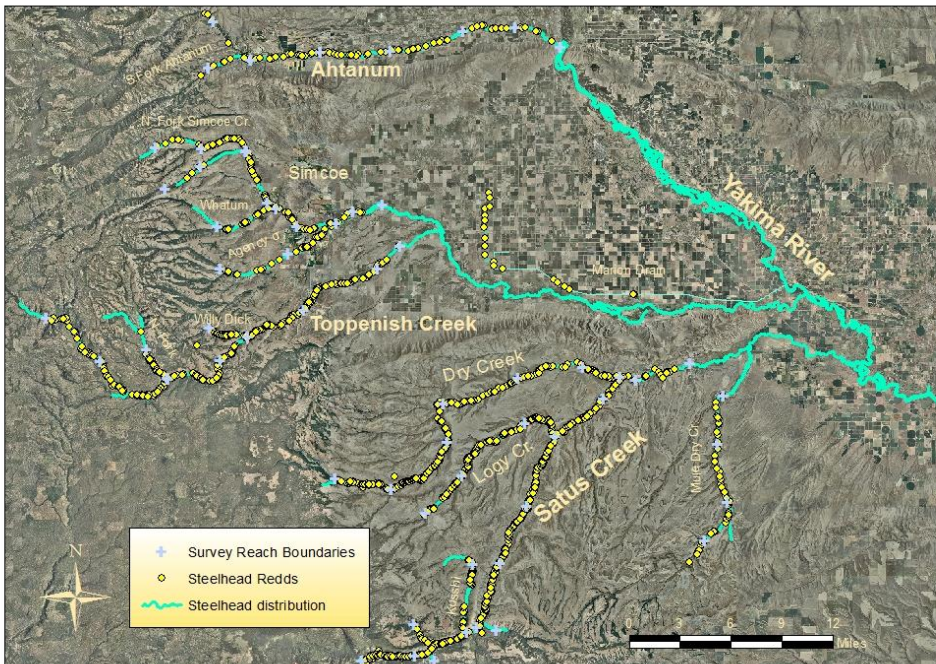 Ahtanum
S Fork Ahtanum
N Fork Simcoe Cr.
Simcoe
Whatum
Agency
Yakima River
Marion Drain
Willy Dick
Toppenish Creek
Dry Creek
Logy Cr.
Satus Creek
Mule Dry Cr.
Kusshi
N
Survey Reach Boundaries
Steelhead Redds
Steelhead distribution
0 3 6 9 12
Miles